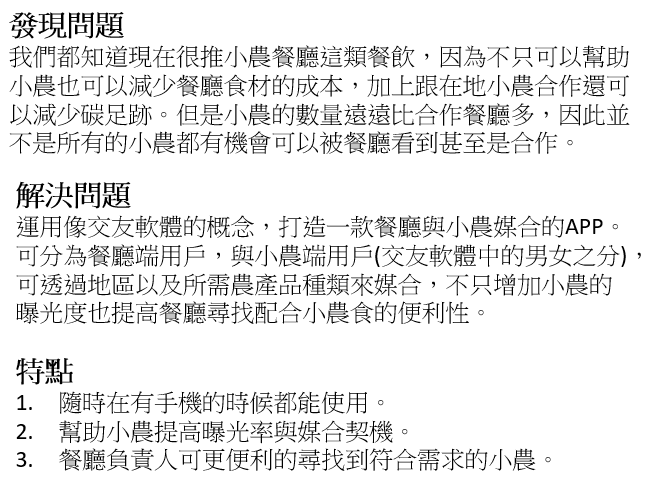 發現問題
我們都知道現在很推小農餐廳這類餐飲，因為不只可以幫助
小農也可以減少餐廳食材的成本，加上跟在地小農合作還可
以減少碳足跡。但是小農的數量遠遠比合作餐廳多，因此並
不是所有的小農都有機會可以被餐廳看到甚至是合作。
解決問題
運用像交友軟體的概念，打造一款餐廳與小農媒合的APP。
可分為餐廳端用戶，與小農端用戶(交友軟體中的男女之分)，
可透過地區以及所需農產品種類來媒合，不只增加小農的
曝光度也提高餐廳尋找配合小農食的便利性。
特點
1. 隨時在有手機的時候都能使用。
2. 幫助小農提高曝光率與媒合契機。
3. 餐廳負責人可更便利的尋找到符合需求的小農。